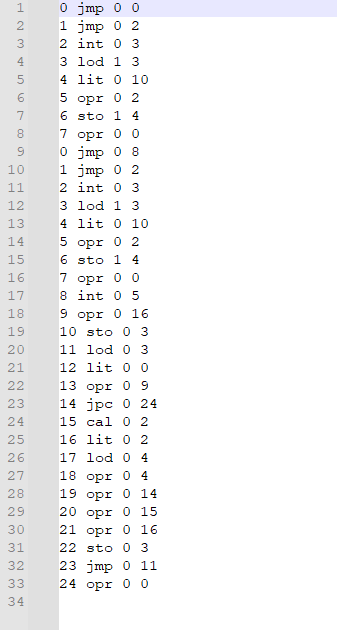 1 0 jmp 0 0
2 1 jmp 0 2
3 2 int 0 3
4 3 lod 1 3
5 4 lit 0 10
6 5 opr 0 2
7 6 sto 1 4
8 7 opr 0 0
9 0 jmp 0 8
10 1 jmp 0 2
11 2 int 0 3
12 3 lod 1 3
13 4 lit 0 10
14 5 opr 0 2
15 6 sto 1 4
16 7 opr 0 0
17 8 int 0 5
18 9 opr 0 16
19 10 sto 0 3
20 11 lod 0 3
21 12 lit 0 0
22 13 opr 0 9
23 14 jpc 0 24
24 15 cal 0 2
25 16 lit 0 2
26 17 lod 0 4
27 18 opr 0 4
28 19 opr 0 14
29 20 opr 0 15
30 21 opr 0 16
31 22 sto 0 3
32 23 jmp 0 11
33 24 opr 0 0
34